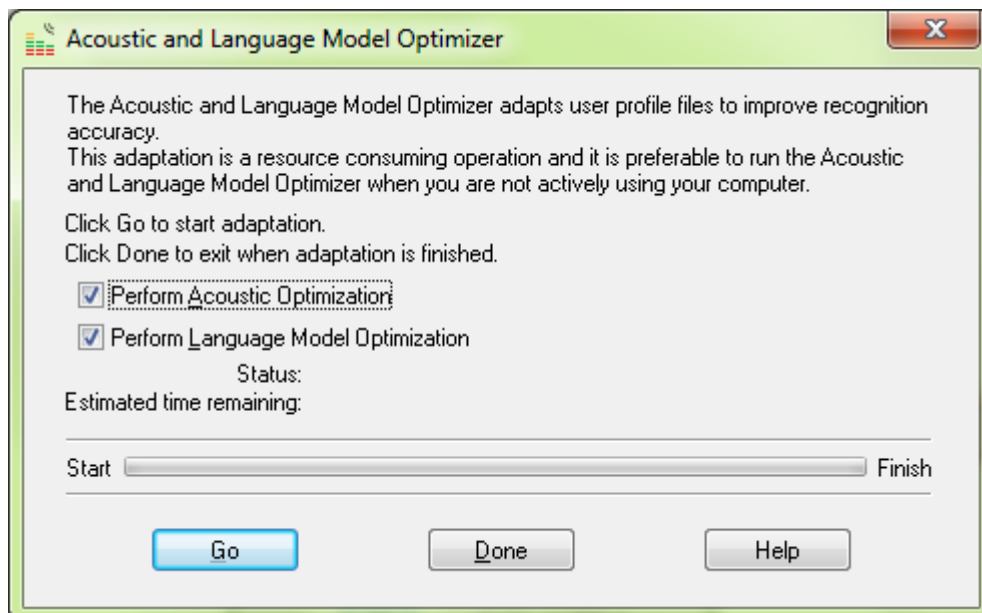 Acoustic and Language Model Optimizer
The Acoustic and Language Model Optimizer adapts user profile files to improve recognition
accuracy.
This adaptation is a resource consuming operation and it is preferable to run the Acoustic
and Language Model Optimizer when you are not actively using your computer.
Click Go to start adaptation.
Click Done to exit when adaptation is finished.
Perform Acoustic Optimization
Perform Language Model Optimization
Status:
Estimated time remaining:
Start Finish
Go Done Help